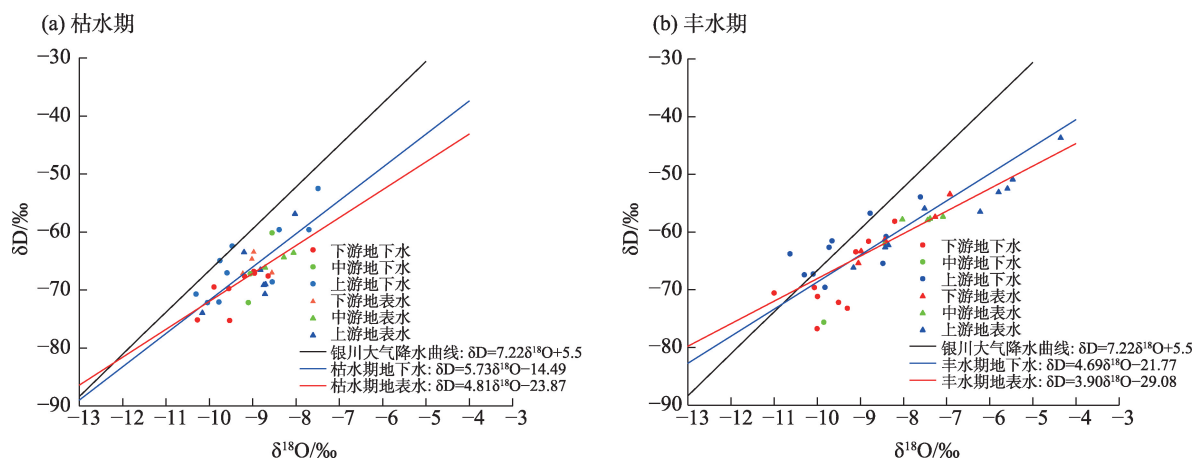 (a) 枯水期
−30
−40
−50
−60
−70
−80
−90
δD/‰
下游地下水
中游地下水
上游地下水
下游地表水
中游地表水
上游地表水
银川大气降水曲线: δD=7.22δ¹⁸O+5.5
枯水期地下水: δD=5.73δ¹⁸O−14.49
枯水期地表水: δD=4.81δ¹⁸O−23.87
−13 −12 −11 −10 −9 −8 −7 −6 −5 −4 −3
δ¹⁸O/‰
(b) 丰水期
−30
−40
−50
−60
−70
−80
−90
δD/‰
下游地下水
中游地下水
上游地下水
下游地表水
中游地表水
上游地表水
银川大气降水曲线: δD=7.22δ¹⁸O+5.5
丰水期地下水: δD=4.69δ¹⁸O−21.77
丰水期地表水: δD=3.90δ¹⁸O−29.08
−13 −12 −11 −10 −9 −8 −7 −6 −5 −4 −3
δ¹⁸O/‰